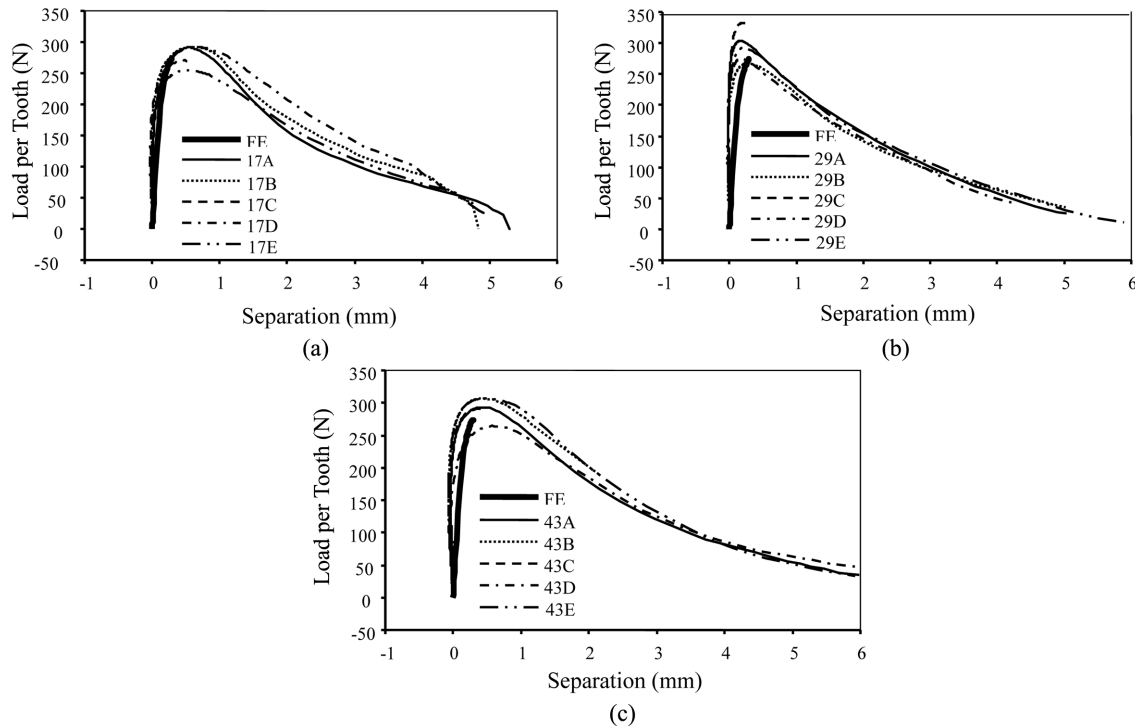 350
300
250
200
150
100
50
0
-50
Load per Tooth (N)
FE
17A
17B
17C
17D
17E
-1 0 1 2 3 4 5 6
Separation (mm)
(a)
350
300
250
200
150
100
50
0
-50
Load per Tooth (N)
FE
29A
29B
29C
29D
29E
-1 0 1 2 3 4 5 6
Separation (mm)
(b)
350
300
250
200
150
100
50
0
-50
Load per Tooth (N)
FE
43A
43B
43C
43D
43E
-1 0 1 2 3 4 5 6
Separation (mm)
(c)